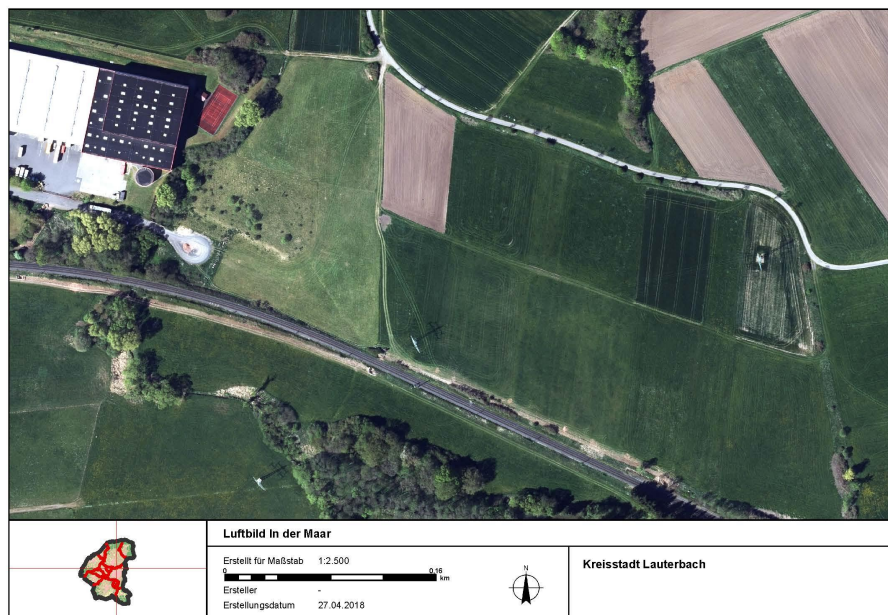 Luftbild In der Maar
Erstellt für Maßstab 1:2.500
0 0.16
km
Ersteller -
Erstellungsdatum 27.04.2018
N
Kreisstadt Lauterbach